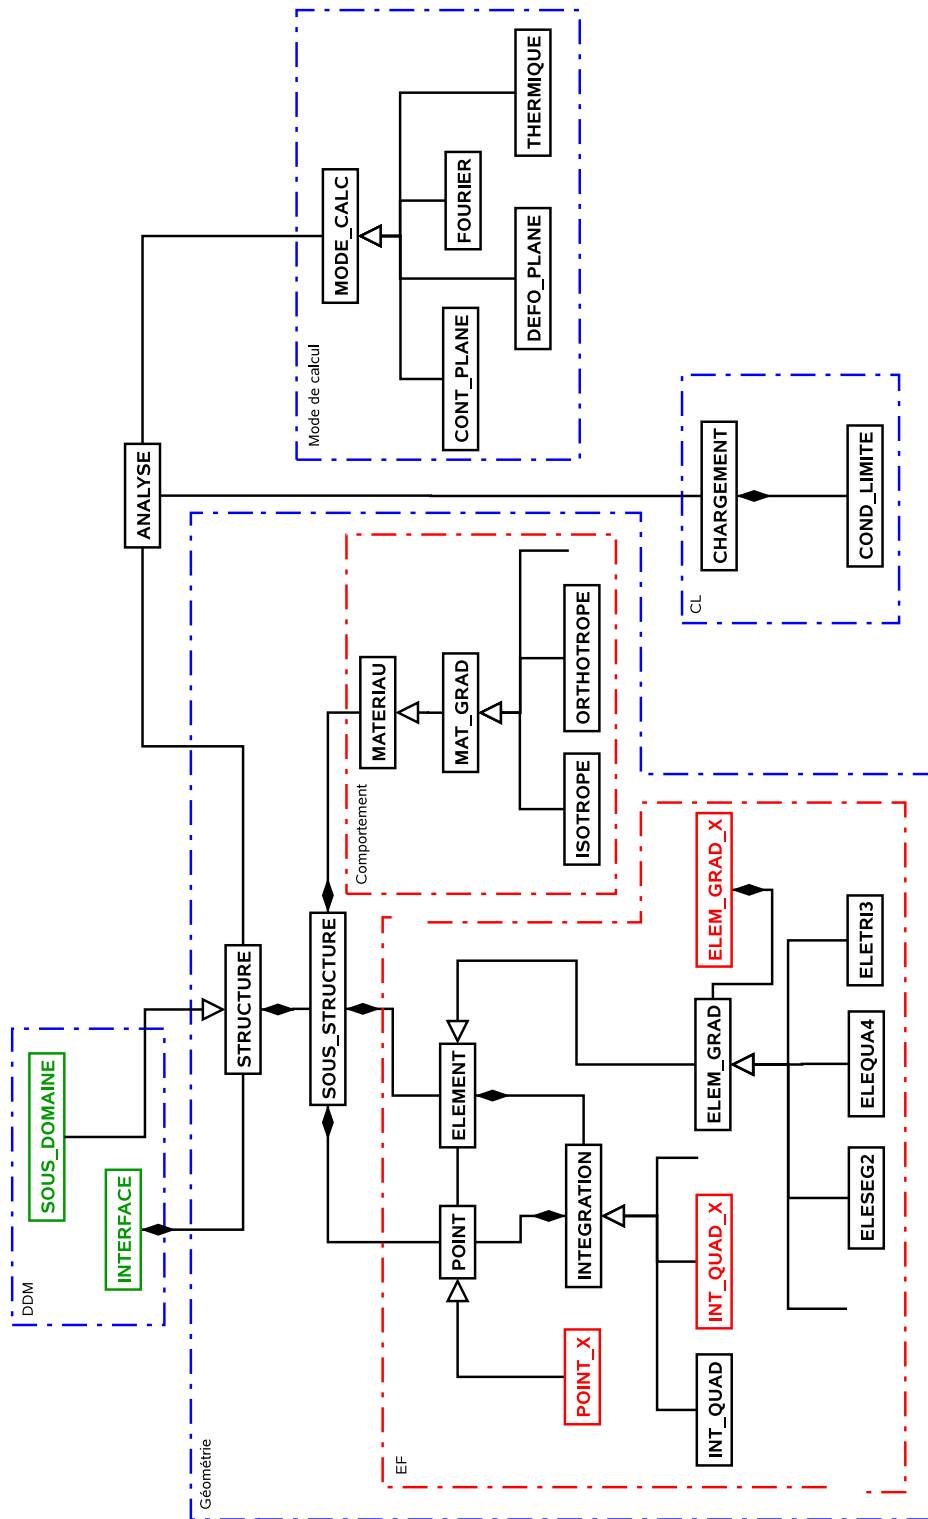 DDM
SOUS_DOMAINE
INTERFACE
ANALYSE
Géométrie
STRUCTURE
SOUS_STRUCTURE
Mode de calcul
MODE_CALC
CONT_PLANE
FOURIER
DEFO_PLANE
THERMIQUE
Comportement
MATERIAU
MAT_GRAD
ISOTROPE
ORTHOTROPE
EF
POINT
ELEMENT
POINT_X
INTEGRATION
INT_QUAD
INT_QUAD_X
ELEM_GRAD
ELEM_GRAD_X
ELESEG2
ELEQUA4
ELETRI3
CL
CHARGEMENT
COND_LIMITE